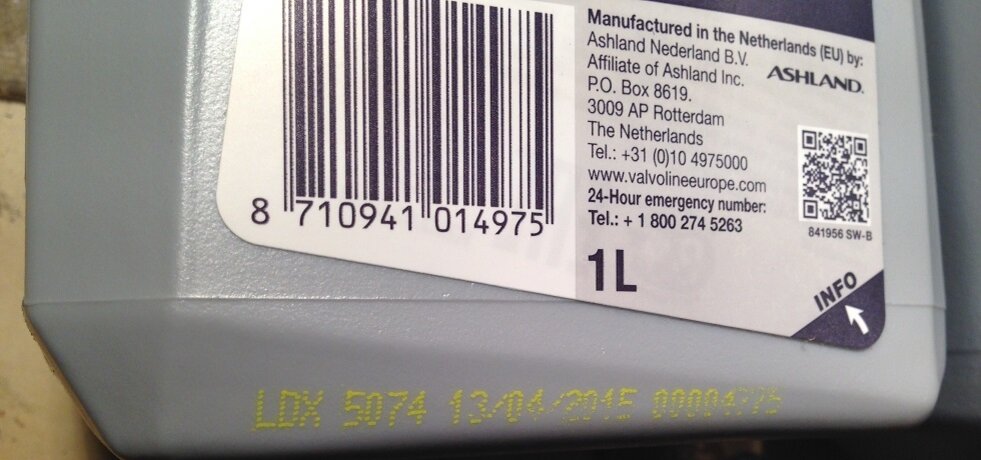 8 710941 014975
Manufactured in the Netherlands (EU) by:
Ashland Nederland B.V.
Affiliate of Ashland Inc.
P.O. Box 8619.
3009 AP Rotterdam
The Netherlands
Tel.: +31 (0)10 4975000
www.valvolineeurope.com
24-Hour emergency number:
Tel.: + 1 800 274 5263
ASHLAND.
841956 SW-B
1L
INFO
LDX 5074 13/04/2015